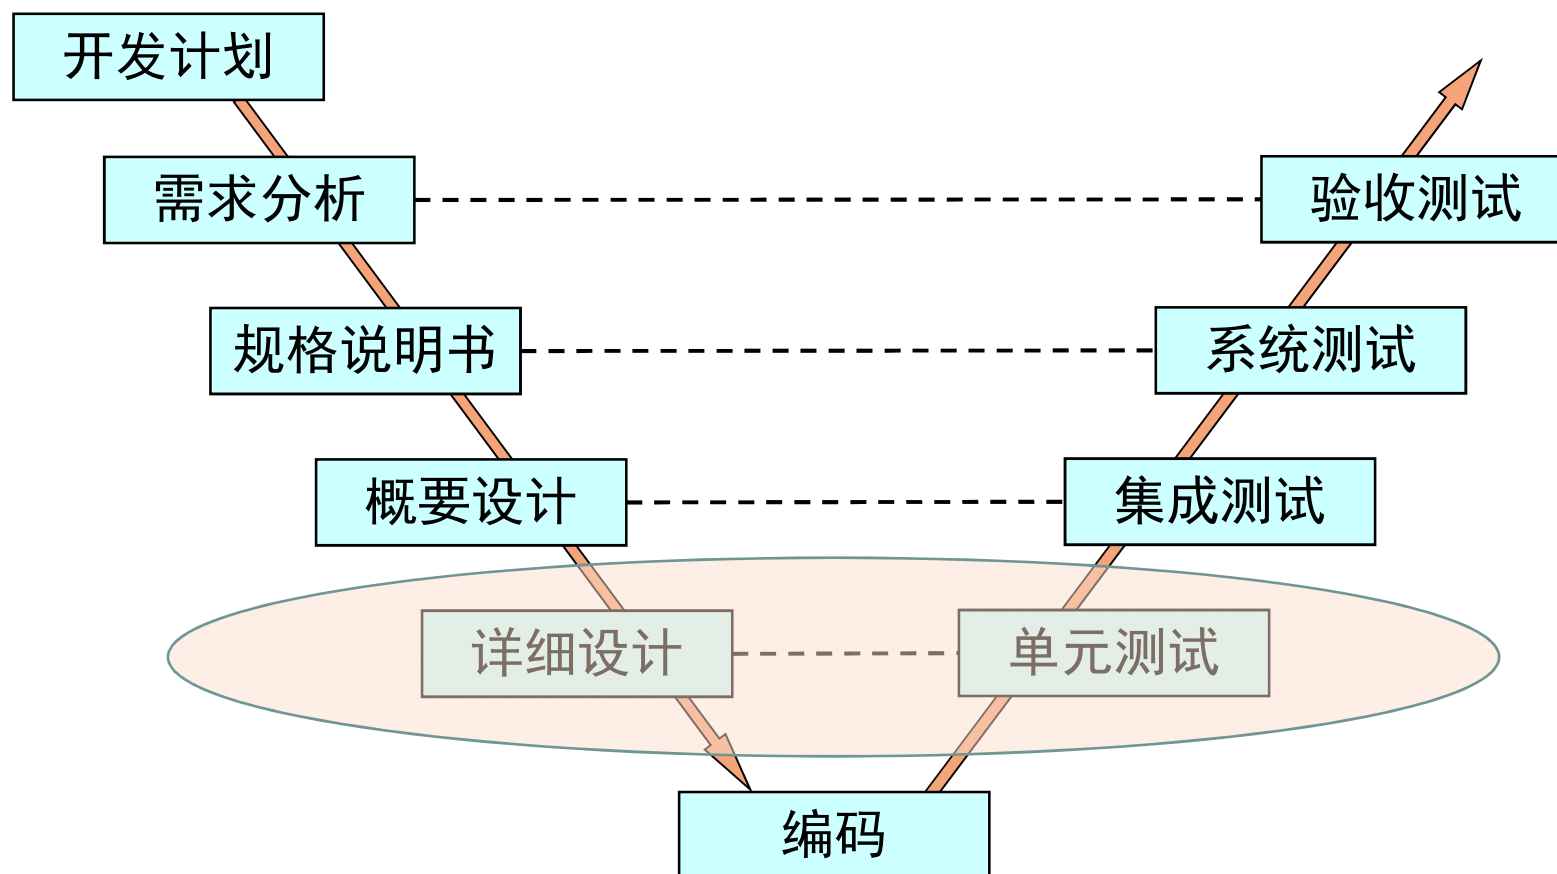 开发计划
需求分析
验收测试
规格说明书
系统测试
概要设计
集成测试
详细设计
单元测试
编码